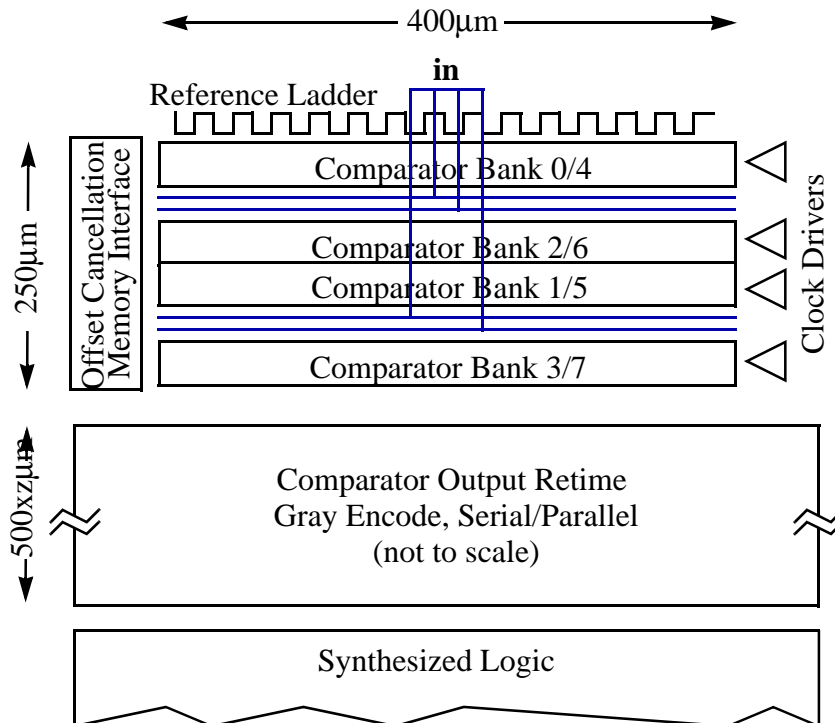 400μm
in
Reference Ladder
Offset Cancellation
Memory Interface
250μm
Comparator Bank 0/4
Comparator Bank 2/6
Comparator Bank 1/5
Comparator Bank 3/7
Clock Drivers
500xzμm
Comparator Output Retime
Gray Encode, Serial/Parallel
(not to scale)
Synthesized Logic